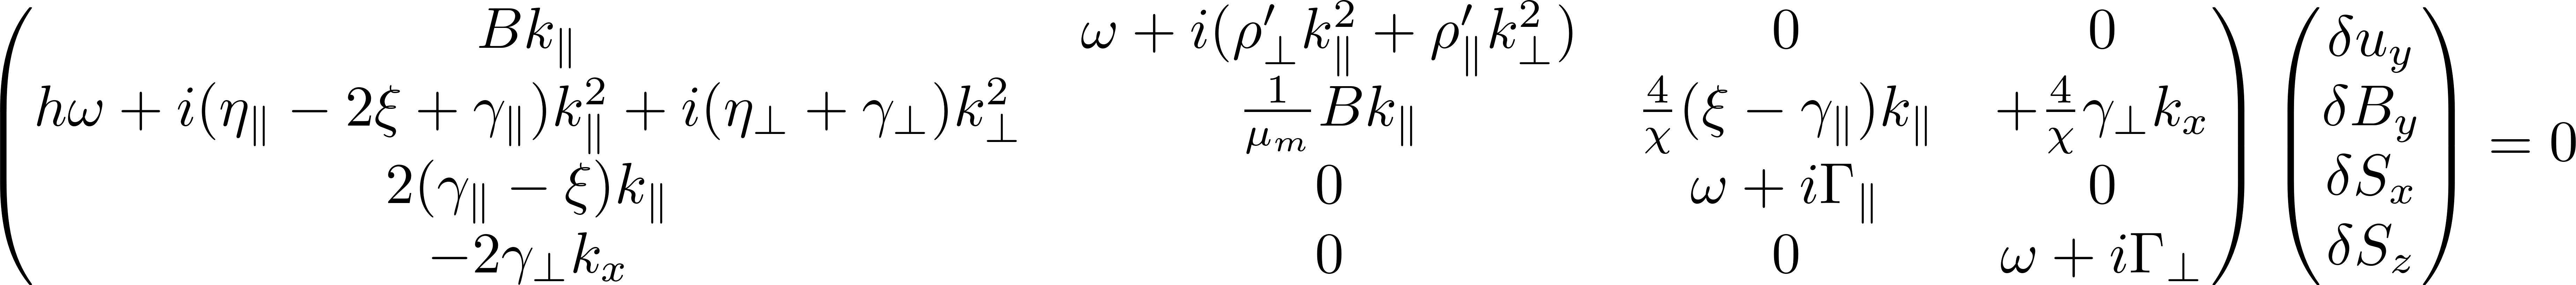 \begin{pmatrix} Bk_{\parallel} & \omega + i(\rho'_{\perp} k_{\parallel}^2 + \rho'_{\parallel} k_{\perp}^2) & 0 & 0 \\
h\omega + i(\eta_{\parallel} - 2\xi + \gamma_{\parallel})k_{\parallel}^2 + i(\eta_{\perp} + \gamma_{\perp})k_{\perp}^2 & \frac{1}{\mu_m} Bk_{\parallel} & \frac{4}{\chi}(\xi - \gamma_{\parallel})k_{\parallel} & +\frac{4}{\chi}\gamma_{\perp} k_x \\
2(\gamma_{\parallel} - \xi)k_{\parallel} & 0 & \omega + i\Gamma_{\parallel} & 0 \\
-2\gamma_{\perp} k_x & 0 & 0 & \omega + i\Gamma_{\perp} \end{pmatrix} \begin{pmatrix} \delta u_y \\ \delta B_y \\ \delta S_x \\ \delta S_z \end{pmatrix} = 0